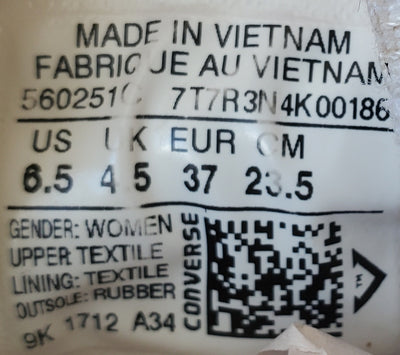 MADE IN VIETNAM
FABRIQUE AU VIETNAM
560251C 7T7R3N4K00186
US UK EUR CM
6.5 4.5 37 23.5
GENDER: WOMEN
UPPER TEXTILE
LINING: TEXTILE
OUTSOLE: RUBBER
9K 1712 A34
CONVERSE
TM